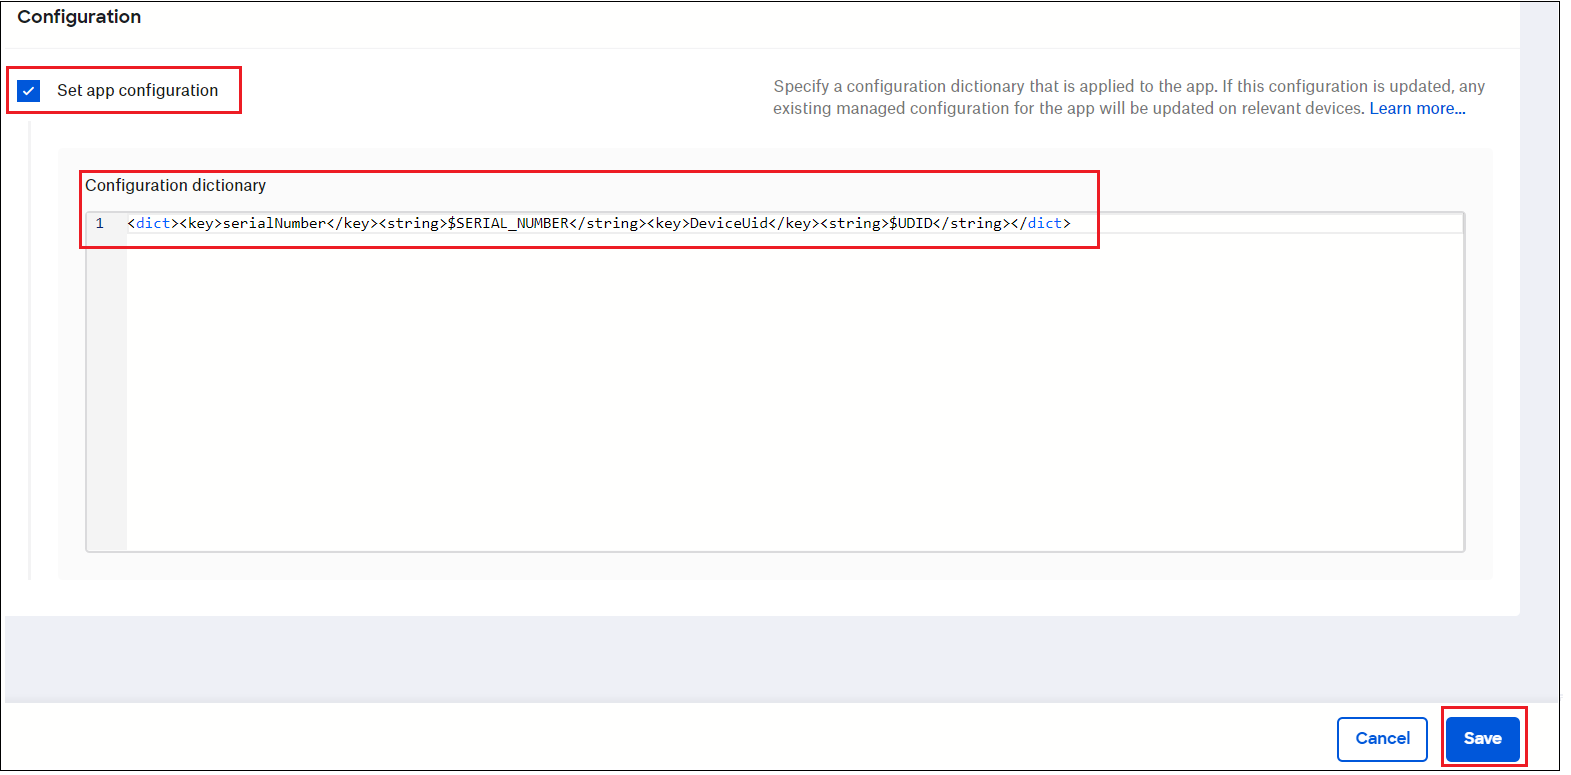 Configuration
Set app configuration
Specify a configuration dictionary that is applied to the app. If this configuration is updated, any
existing managed configuration for the app will be updated on relevant devices. Learn more...
Configuration dictionary
1 <dict><key>serialNumber</key><string>$SERIAL_NUMBER</string><key>DeviceUid</key><string>$UDID</string></dict>
Cancel
Save